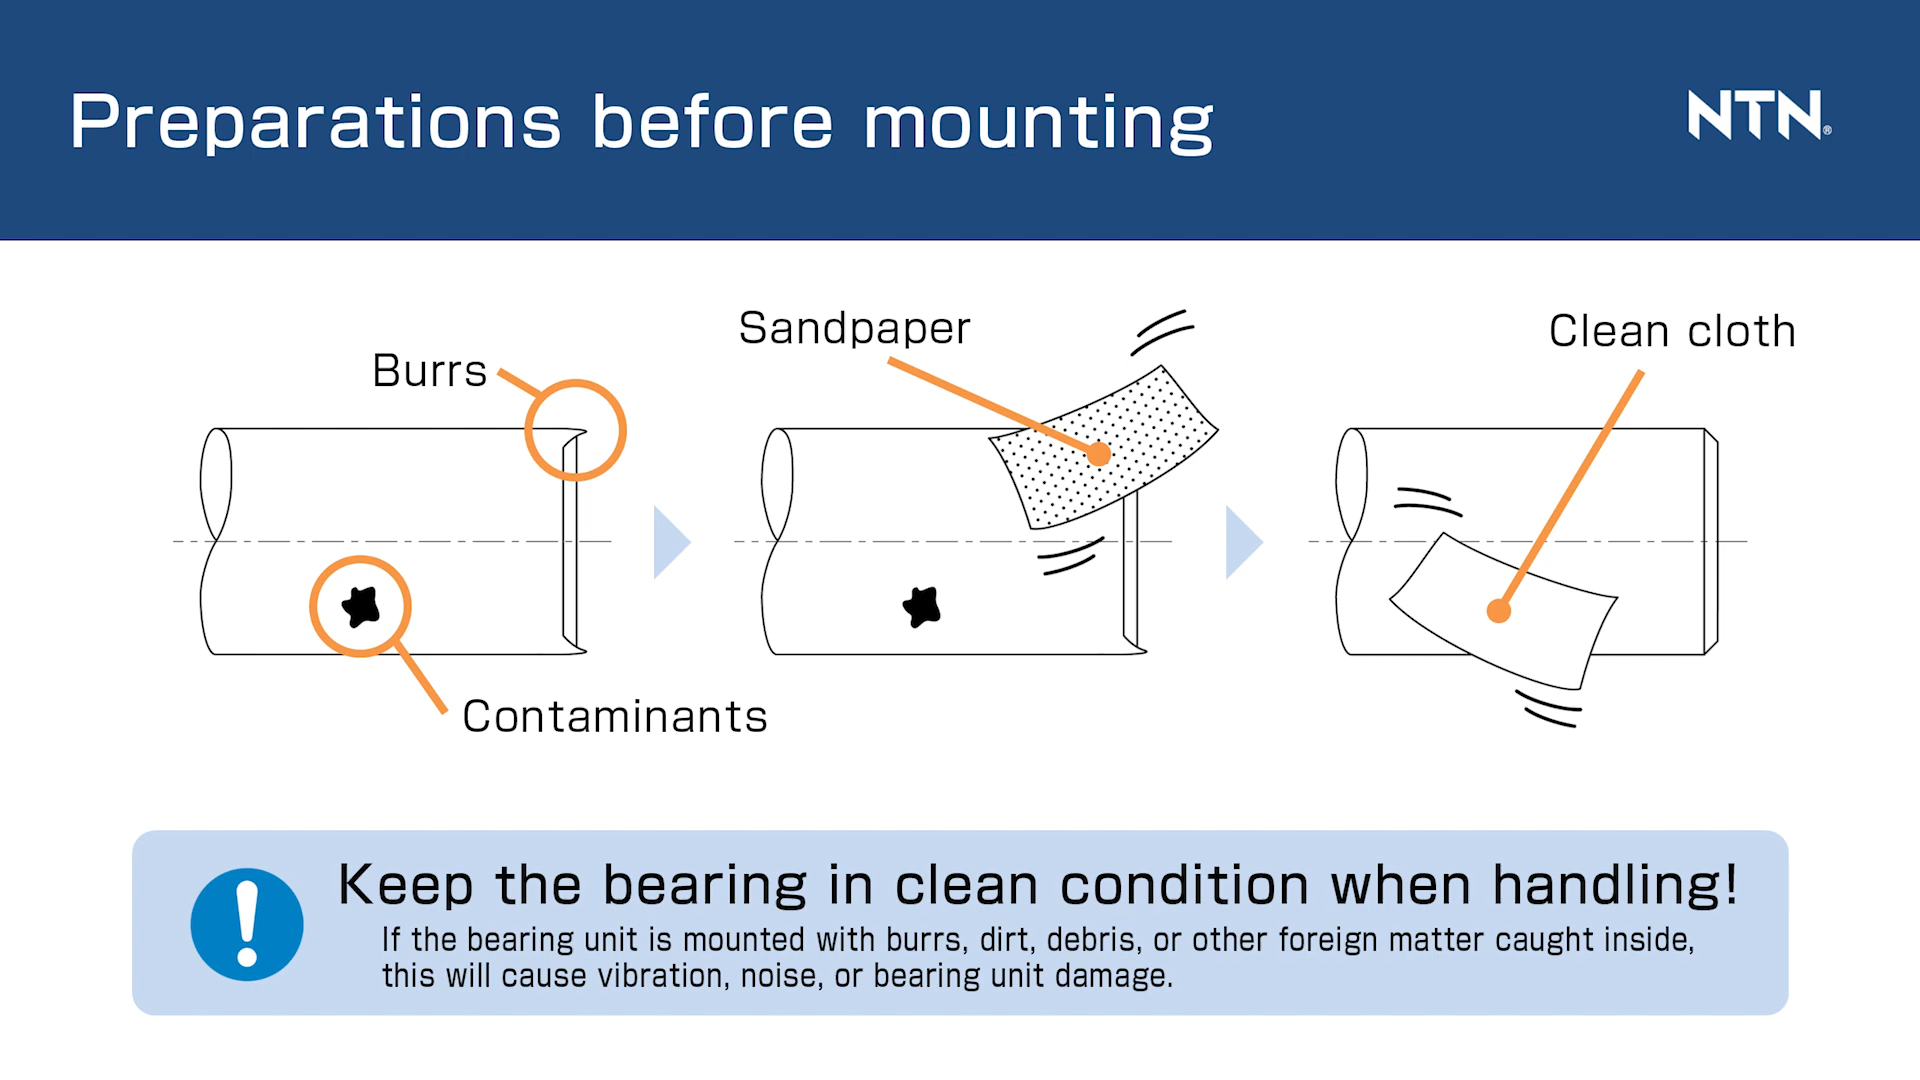 Preparations before mounting
NTN®
Burrs
Sandpaper
Clean cloth
Contaminants
Keep the bearing in clean condition when handling!
If the bearing unit is mounted with burrs, dirt, debris, or other foreign matter caught inside,
this will cause vibration, noise, or bearing unit damage.